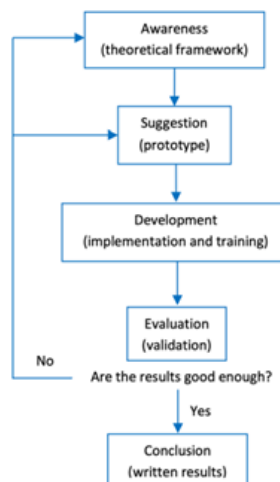 Awareness
(theoretical framework)
Suggestion
(prototype)
Development
(implementation and training)
Evaluation
(validation)
No
Are the results good enough?
Yes
Conclusion
(written results)